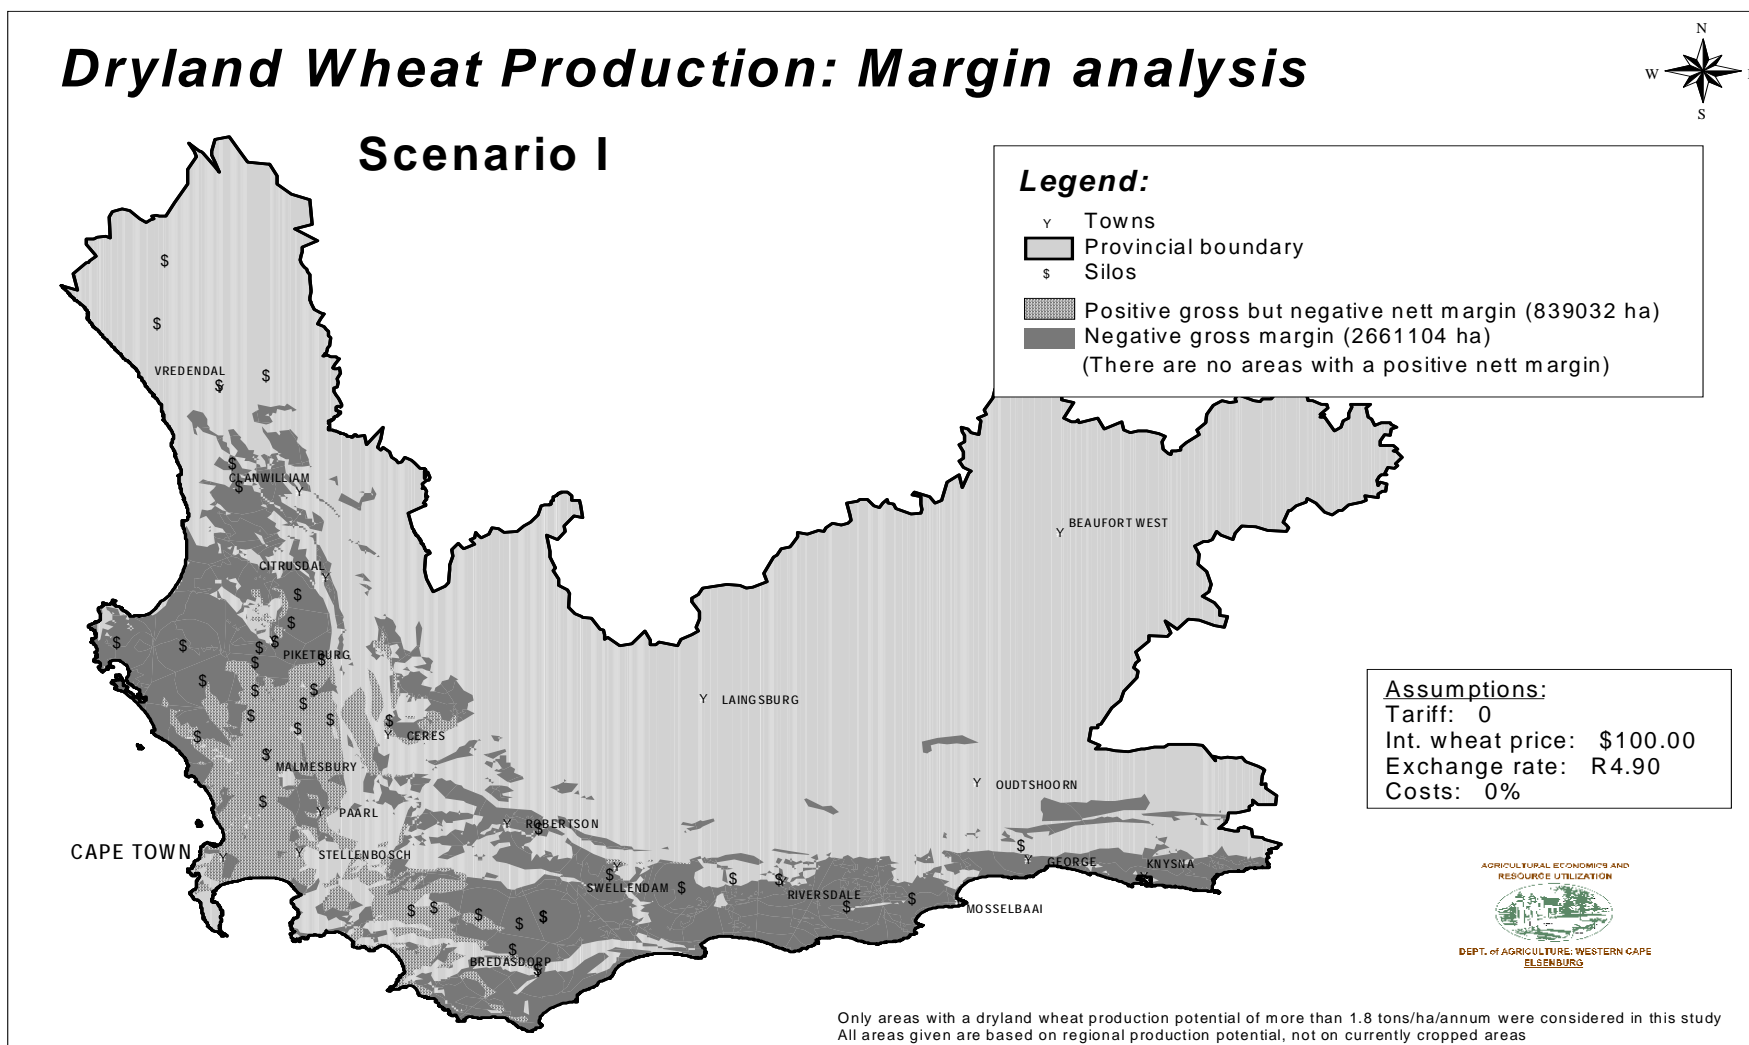 Dryland Wheat Production: Margin analysis
Scenario I
N
W
S
Legend:
Y Towns
Provincial boundary
$ Silos
Positive gross but negative nett margin (839032 ha)
Negative gross margin (2661104 ha)
(There are no areas with a positive nett margin)
VREDENDAL
CLANWILLIAM
BEAUFORT WEST
CITRUSDAL
PIKETBURG
LAINGSBURG
CERES
MALMESBURY
OUDTSHOORN
PAARL
ROBERTSON
CAPE TOWN
STELLENBOSCH
GEORGE
KNYSNA
SWELLENDAM
RIVERSDALE
MOSSELBAAI
BREDASDORP
Assumptions:
Tariff: 0
Int. wheat price: $100.00
Exchange rate: R4.90
Costs: 0%
AGRICULTURAL ECONOMICS AND
RESOURCE UTILIZATION
DEPT. of AGRICULTURE: WESTERN CAPE
ELSENBURG
Only areas with a dryland wheat production potential of more than 1.8 tons/ha/annum were considered in this study
All areas given are based on regional production potential, not on currently cropped areas